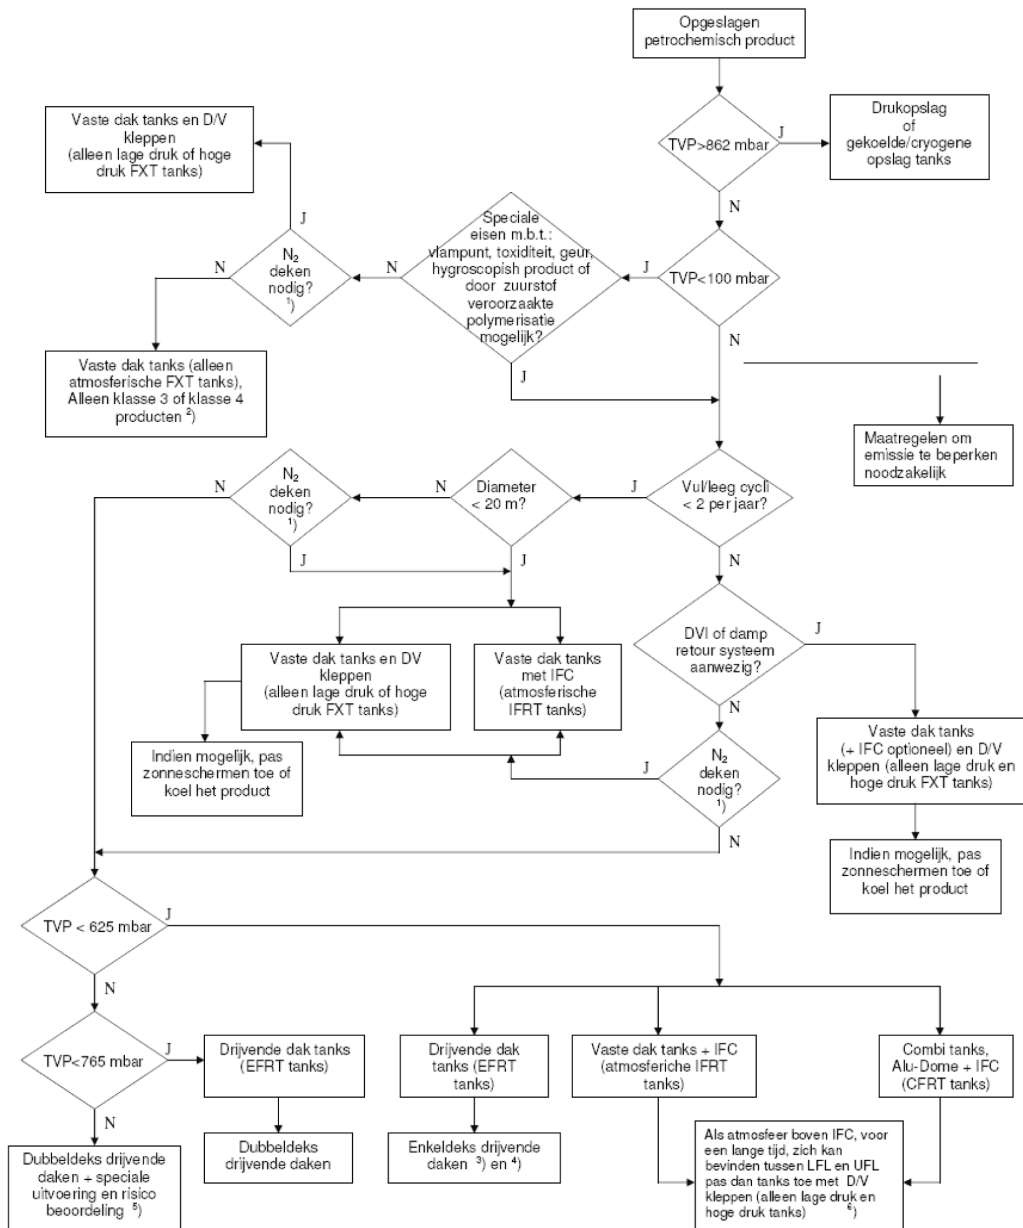 Opgeslagen
petrochemisch product
TVP>862 mbar
J
Drukopslag
of
gekoelde/cryogene
opslag tanks
N
Vaste dak tanks en D/V
kleppen
(alleen lage druk of hoge
druk FXT tanks)
J
N₂
deken
nodig?
¹)
N
N
Speciale
eisen m.b.t.:
vlampunt, toxiditeit, geur,
hygroscopish product of
door zuurstof
veroorzaakte
polymerisatie
mogelijk?
J
TVP<100 mbar
N
J
Vaste dak tanks (alleen
atmosferische FXT tanks),
Alleen klasse 3 of klasse 4
producten ²)
Maatregelen om
emissie te beperken
noodzakelijk
N
N₂
deken
nodig?
¹)
N
Diameter
< 20 m?
J
Vul/leeg cycli
< 2 per jaar?
J
J
N
DVI of damp
retour systeem
aanwezig?
J
Vaste dak tanks en DV
kleppen
(alleen lage druk of hoge
druk FXT tanks)
Vaste dak tanks
met IFC
(atmosferische
IFRT tanks)
N
Vaste dak tanks
(+ IFC optioneel) en D/V
kleppen (alleen lage druk en
hoge druk FXT tanks)
Indien mogelijk, pas
zonneschermen toe of
koel het product
J
N₂
deken
nodig?
¹)
N
Indien mogelijk, pas
zonneschermen toe of
koel het product
TVP < 625 mbar
J
N
TVP<765 mbar
J
Drijvende dak tanks
(EFRT tanks)
Drijvende dak
tanks (EFRT
tanks)
Vaste dak tanks + IFC
(atmosferiche IFRT
tanks)
Combi tanks,
Alu-Dome + IFC
(CFRT tanks)
N
Dubbeldeks drijvende
daken + speciale
uitvoering en risico
beoordeling ⁵)
Dubbeldeks
drijvende daken
Enkeldeks drijvende
daken ³) en ⁴)
Als atmosfeer boven IFC, voor
een lange tijd, zich kan
bevinden tussen LFL en UFL
pas dan tanks toe met D/V
kleppen (alleen lage druk en
hoge druk tanks) ⁶)